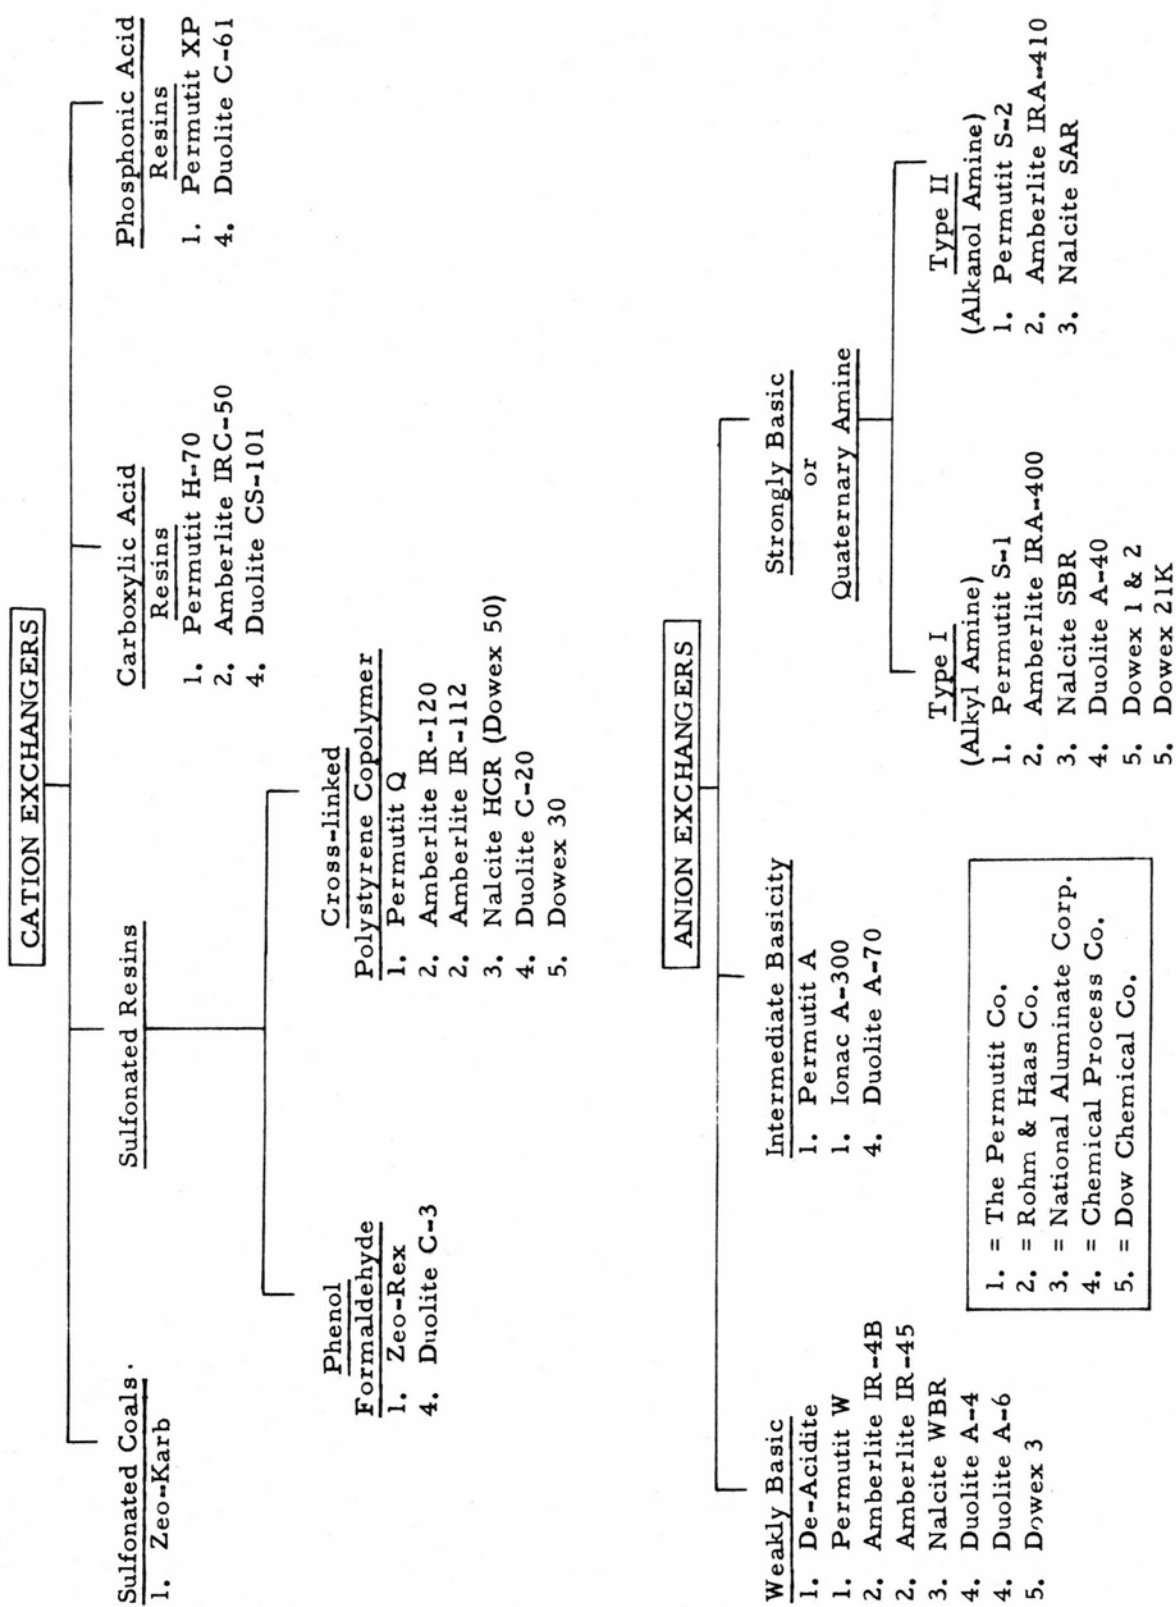 CATION EXCHANGERS
Sulfonated Coals
1. Zeo-Karb
Sulfonated Resins
Phenol
Formaldehyde
1. Zeo-Rex
4. Duolite C-3
Cross-linked
Polystyrene Copolymer
1. Permutit Q
2. Amberlite IR-120
2. Amberlite IR-112
3. Nalcite HCR (Dowex 50)
4. Duolite C-20
5. Dowex 30
Carboxylic Acid
Resins
1. Permutit H-70
2. Amberlite IRC-50
4. Duolite CS-101
Phosphonic Acid
Resins
1. Permutit XP
4. Duolite C-61
ANION EXCHANGERS
Weakly Basic
1. De-Acidite
1. Permutit W
2. Amberlite IR-4B
2. Amberlite IR-45
3. Nalcite WBR
4. Duolite A-4
4. Duolite A-6
5. Dowex 3
Intermediate Basicity
1. Permutit A
1. Ionac A-300
4. Duolite A-70
Strongly Basic
or
Quaternary Amine
Type I
(Alkyl Amine)
1. Permutit S-1
2. Amberlite IRA-400
3. Nalcite SBR
4. Duolite A-40
5. Dowex 1 & 2
5. Dowex 21K
Type II
(Alkanol Amine)
1. Permutit S-2
2. Amberlite IRA-410
3. Nalcite SAR
1. = The Permutit Co.
2. = Rohm & Haas Co.
3. = National Aluminate Corp.
4. = Chemical Process Co.
5. = Dow Chemical Co.